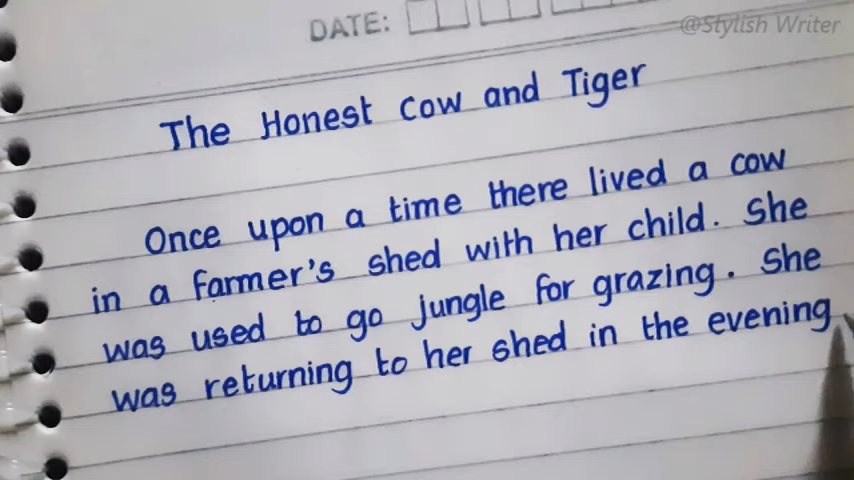 @Stylish Writer
DATE:
The Honest Cow and Tiger
Once upon a time there lived a cow
in a farmer's shed with her child. She
was used to go jungle for grazing. She
was returning to her shed in the evening